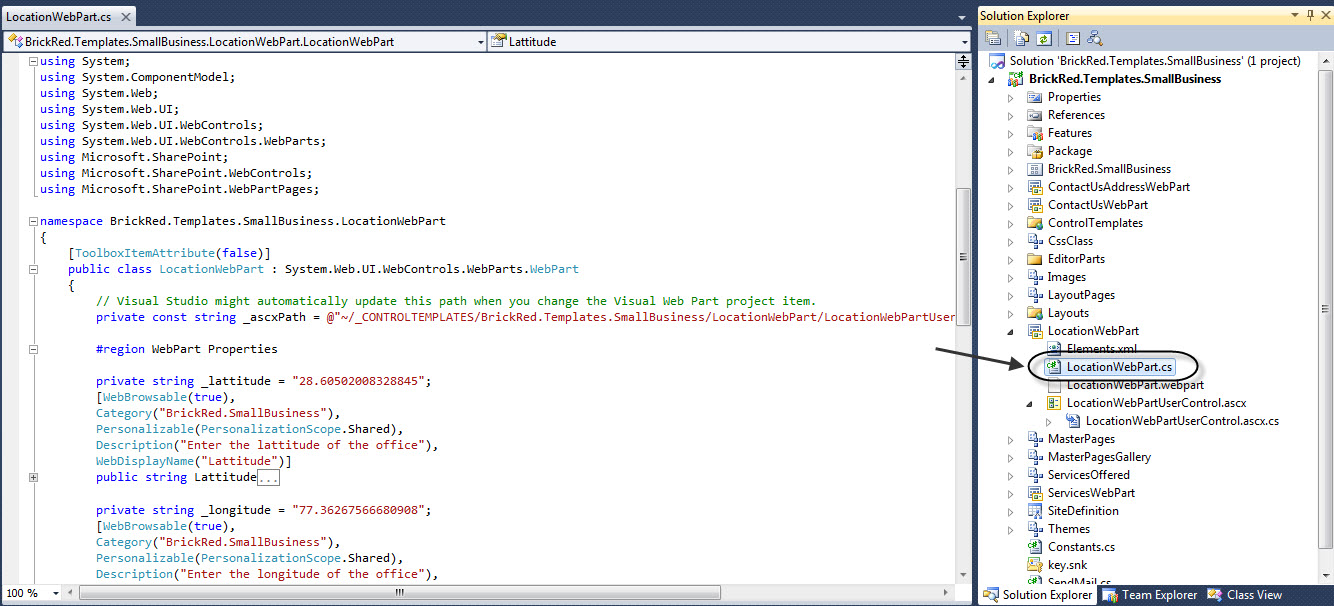 LocationWebPart.cs
BrickRed.Templates.SmallBusiness.LocationWebPart.LocationWebPart
Lattitude
using System;
using System.ComponentModel;
using System.Web;
using System.Web.UI;
using System.Web.UI.WebControls;
using System.Web.UI.WebControls.WebParts;
using Microsoft.SharePoint;
using Microsoft.SharePoint.WebControls;
using Microsoft.SharePoint.WebPartPages;
namespace BrickRed.Templates.SmallBusiness.LocationWebPart
{
[ToolboxItemAttribute(false)]
public class LocationWebPart : System.Web.UI.WebControls.WebParts.WebPart
{
// Visual Studio might automatically update this path when you change the Visual Web Part project item.
private const string _ascxPath = @"~/_CONTROLTEMPLATES/BrickRed.Templates.SmallBusiness/LocationWebPart/LocationWebPartUser
#region WebPart Properties
private string _lattitude = "28.60502008328845";
[WebBrowsable(true),
Category("BrickRed.SmallBusiness"),
Personalizable(PersonalizationScope.Shared),
Description("Enter the lattitude of the office"),
WebDisplayName("Lattitude")]
public string Lattitude...
private string _longitude = "77.36267566680908";
[WebBrowsable(true),
Category("BrickRed.SmallBusiness"),
Personalizable(PersonalizationScope.Shared),
Description("Enter the longitude of the office"),
100 %
Solution Explorer
Solution 'BrickRed.Templates.SmallBusiness' (1 project)
BrickRed.Templates.SmallBusiness
Properties
References
Features
Package
BrickRed.SmallBusiness
ContactUsAddressWebPart
ContactUsWebPart
ControlTemplates
CssClass
EditorParts
Images
LayoutPages
Layouts
LocationWebPart
Elements.xml
LocationWebPart.cs
LocationWebPart.webpart
LocationWebPartUserControl.ascx
LocationWebPartUserControl.ascx.cs
MasterPages
MasterPagesGallery
ServicesOffered
ServicesWebPart
SiteDefinition
Themes
Constants.cs
key.snk
SendMail.cs
Solution Explorer
Team Explorer
Class View